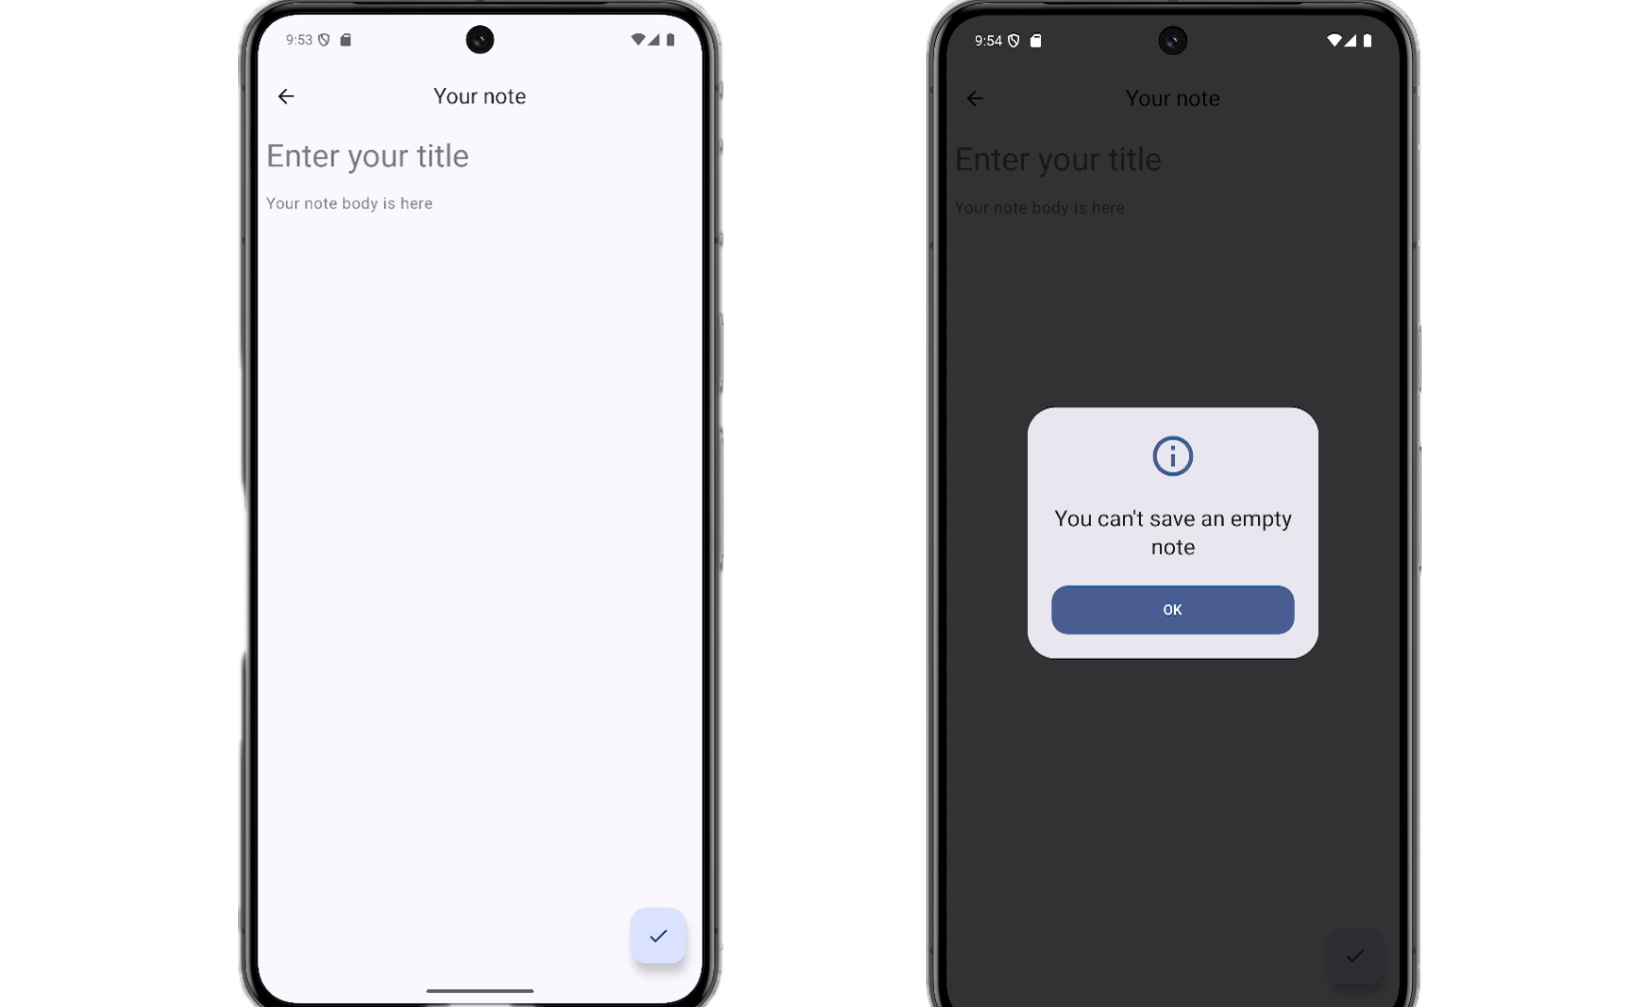 9:53
Your note
Enter your title
Your note body is here
9:54
Your note
Enter your title
Your note body is here
You can't save an empty
note
OK